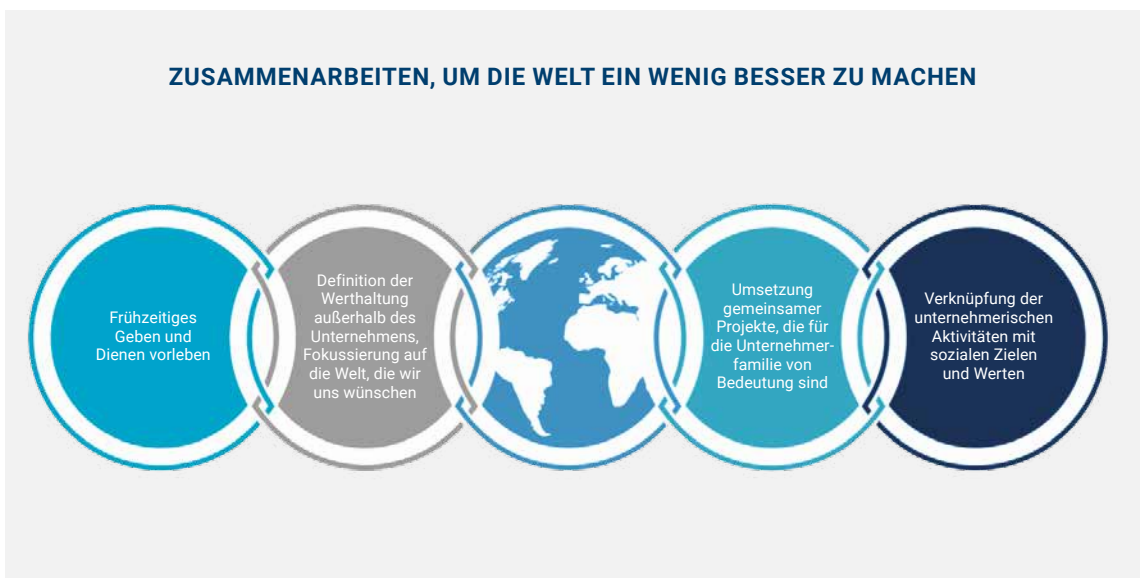 ZUSAMMENARBEITEN, UM DIE WELT EIN WENIG BESSER ZU MACHEN
Frühzeitiges
Geben und
Dienen vorleben
Definition der
Werthaltung
außerhalb des
Unternehmens,
Fokussierung auf
die Welt, die wir
uns wünschen
Umsetzung
gemeinsamer
Projekte, die für
die Unternehmer-
familie von
Bedeutung sind
Verknüpfung der
unternehmerischen
Aktivitäten mit
sozialen Zielen
und Werten